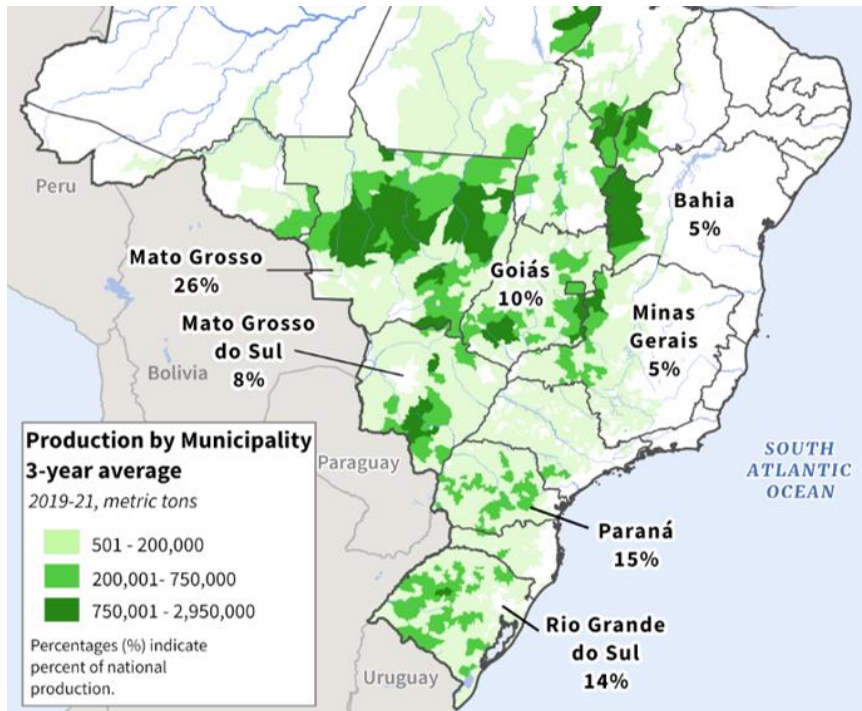 Peru
Bahia
5%
Mato Grosso
26%
Goiás
10%
Mato Grosso
do Sul
8%
Minas
Gerais
5%
Bolivia
Production by Municipality
3-year average
2019-21, metric tons
501 - 200,000
200,001- 750,000
750,001 - 2,950,000
Percentages (%) indicate
percent of national
production.
Paraguay
SOUTH
ATLANTIC
OCEAN
Paraná
15%
Rio Grande
do Sul
14%
Uruguay